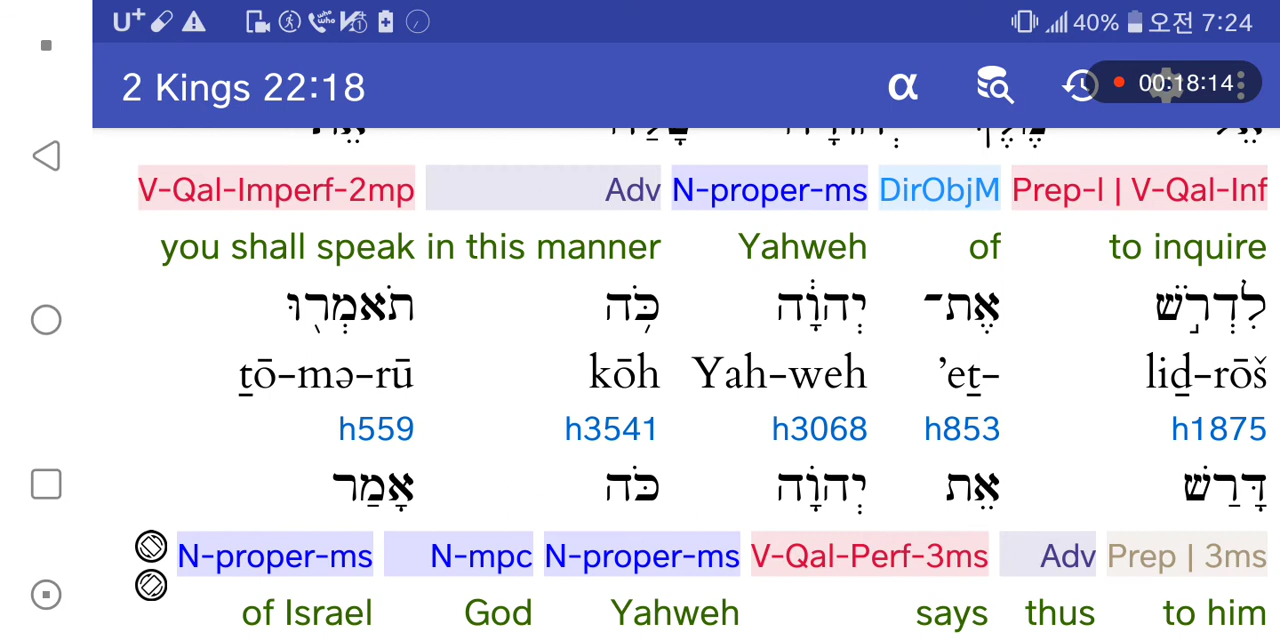 U+ 40% 오전 7:24
2 Kings 22:18 α 00:18:14
V-Qal-Imperf-2mp Adv N-proper-ms DirObjM Prep-l | V-Qal-Inf
you shall speak in this manner Yahweh of to inquire
לִדְרֹ֣שׁ אֶת־ יְהוָ֔ה כֹּ֥ה תֹאמְר֖וּ
ṯō-mə-rū kōh Yah-weh ’eṯ- liḏ-rōš
h559 h3541 h3068 h853 h1875
דָּרַשׁ אֵת יְהוָֹ֔ה כֹּה אָמַר
N-proper-ms N-mpc N-proper-ms V-Qal-Perf-3ms Adv Prep | 3ms
of Israel God Yahweh says thus to him